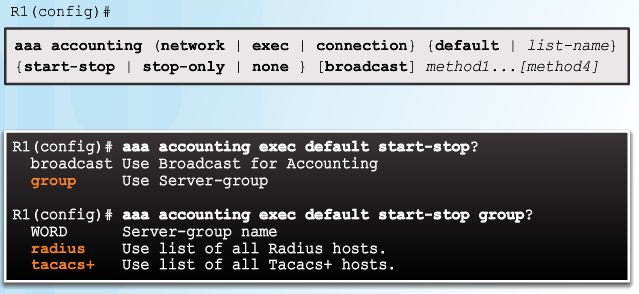 R1(config)#
aaa accounting (network | exec | connection} {default | list-name}
{start-stop | stop-only | none } [broadcast] method1...[method4]
R1(config)# aaa accounting exec default start-stop?
broadcast Use Broadcast for Accounting
group Use Server-group
R1(config)# aaa accounting exec default start-stop group?
WORD Server-group name
radius Use list of all Radius hosts.
tacacs+ Use list of all Tacacs+ hosts.